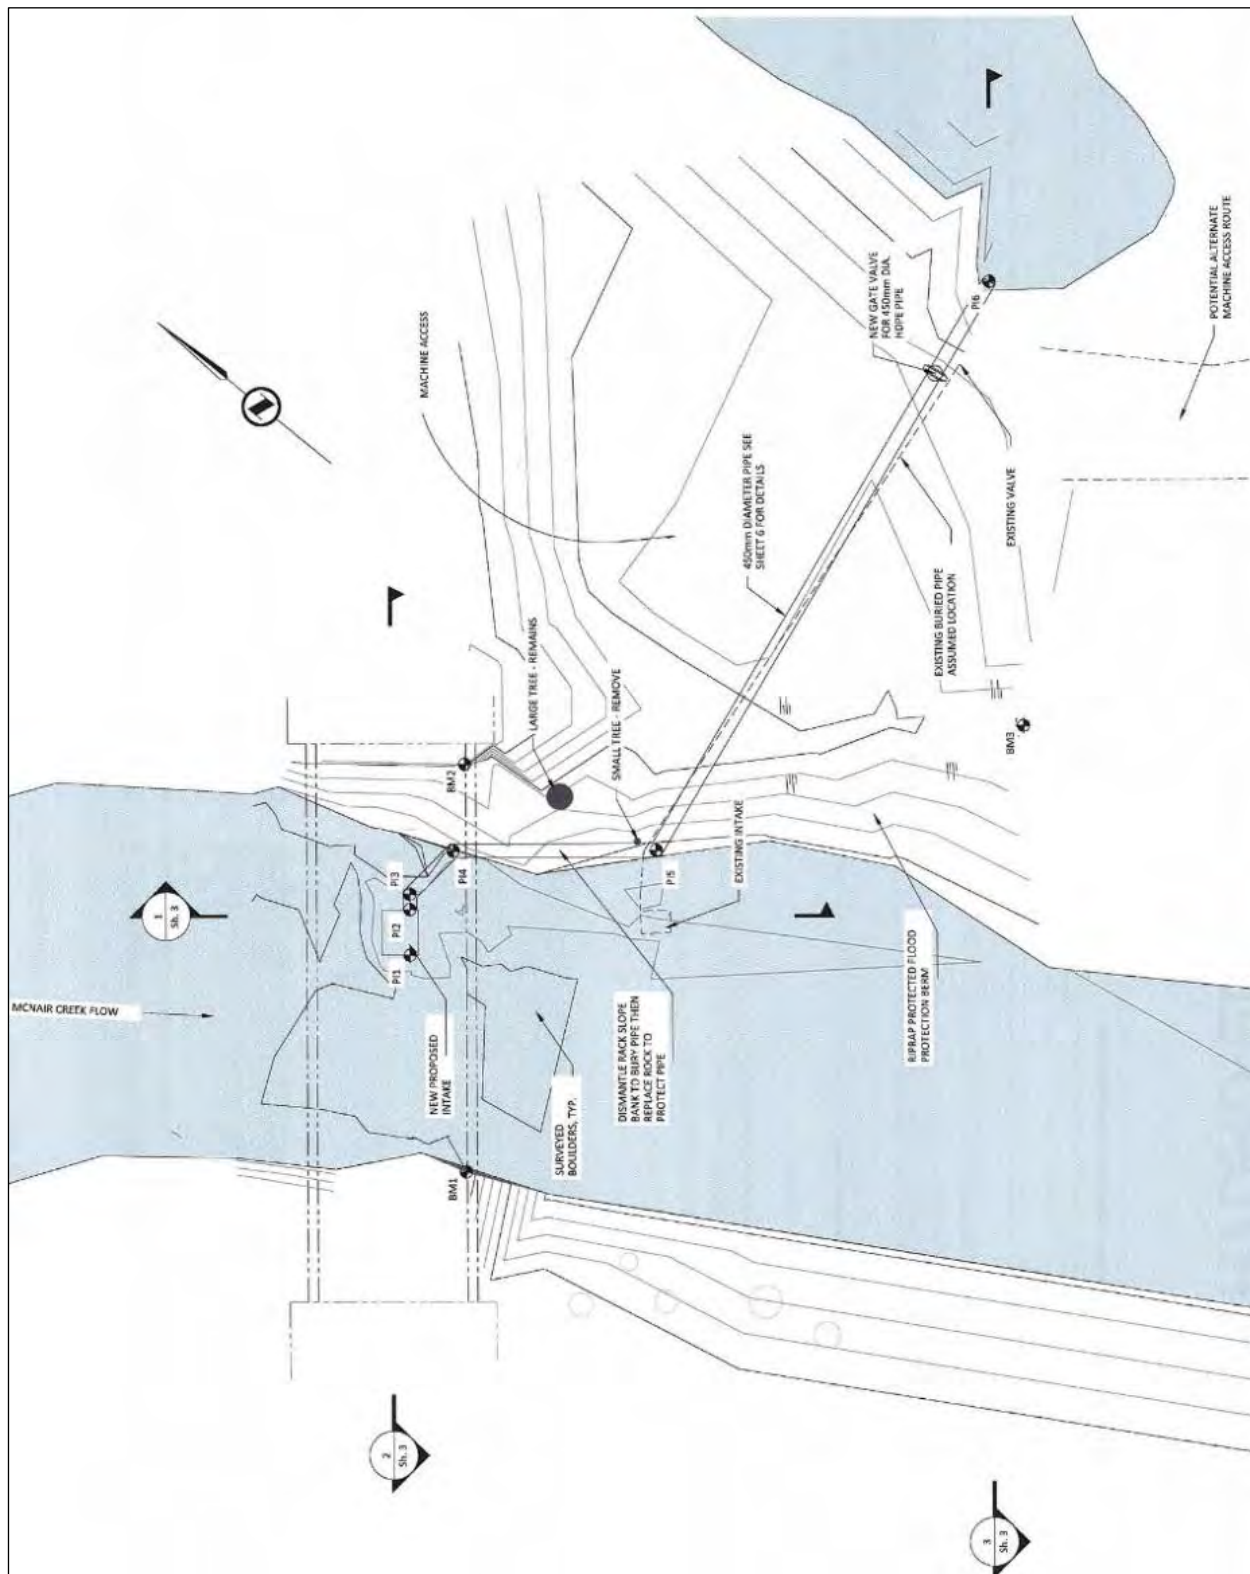 MCNAIR CREEK FLOW
1
Sh. 3
2
Sh. 3
3
Sh. 3
NEW PROPOSED
INTAKE
PI1
PI2
PI3
PI4
PI5
PI6
BM1
BM2
BM3
SURVEYED
BOULDERS, TYP.
DISMANTLE RACK SLOPE
BANK TO BURY PIPE THEN
REPLACE ROCK TO
PROTECT PIPE
EXISTING INTAKE
RIPRAP PROTECTED FLOOD
PROTECTION BERM
LARGE TREE - REMAINS
SMALL TREE - REMOVE
MACHINE ACCESS
N
450mm DIAMETER PIPE SEE
SHEET 6 FOR DETAILS
EXISTING BURIED PIPE
ASSUMED LOCATION
EXISTING VALVE
NEW GATE VALVE
FOR 450mm DIA.
HDPE PIPE
POTENTIAL ALTERNATE
MACHINE ACCESS ROUTE